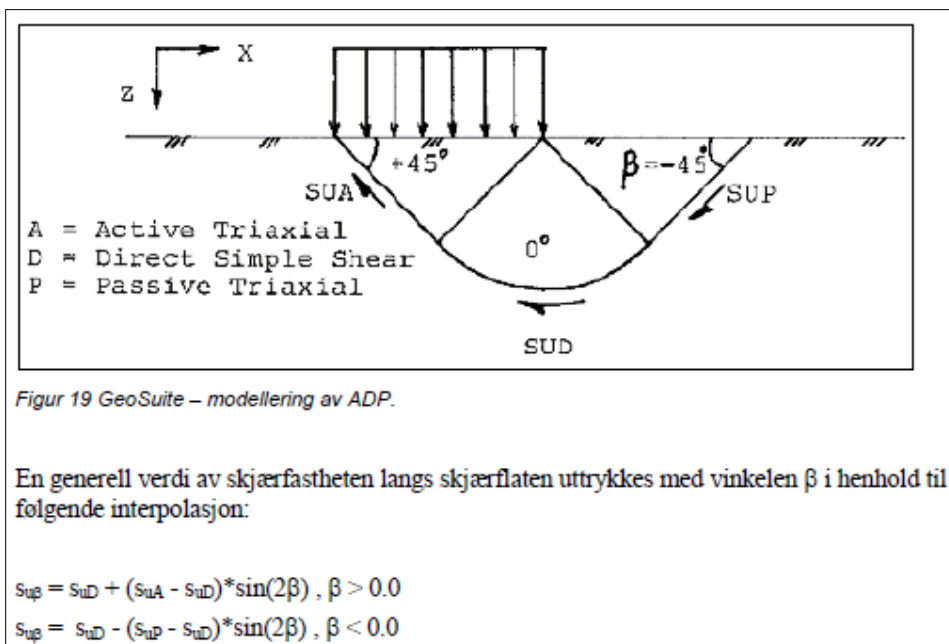 X
Z
+45°
β=-45°
SUA
SUP
A = Active Triaxial
D = Direct Simple Shear
P = Passive Triaxial
0°
SUD
Figur 19 GeoSuite – modellering av ADP.
En generell verdi av skjærfastheten langs skjærflaten uttrykkes med vinkelen β i henhold til
følgende interpolasjon:
suβ = suD + (suA - suD)*sin(2β) , β > 0.0
suβ = suD - (suP - suD)*sin(2β) , β < 0.0